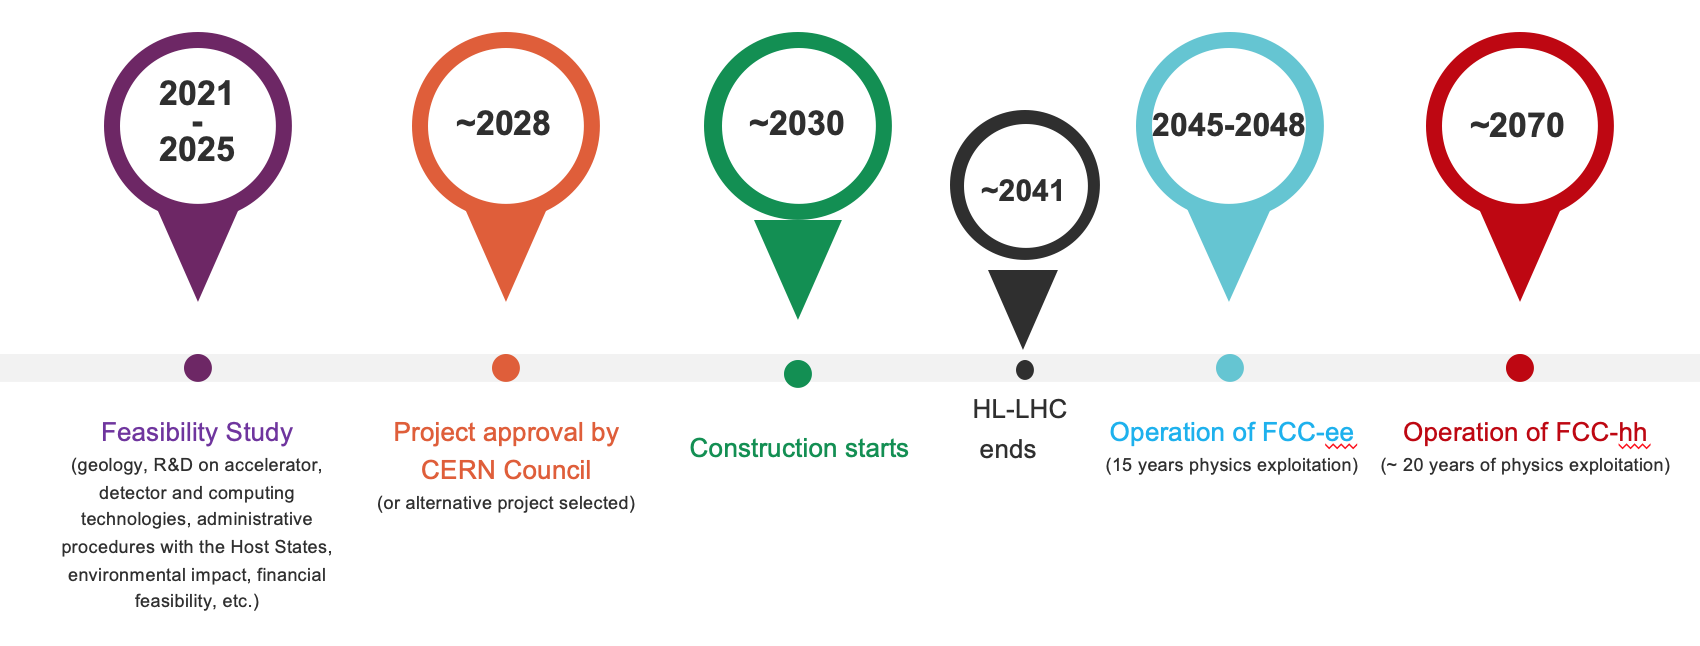 2021
-
2025
~2028
~2030
~2041
2045-2048
~2070
Feasibility Study
(geology, R&D on accelerator,
detector and computing
technologies, administrative
procedures with the Host States,
environmental impact, financial
feasibility, etc.)
Project approval by
CERN Council
(or alternative project selected)
Construction starts
HL-LHC
ends
Operation of FCC-ee
(15 years physics exploitation)
Operation of FCC-hh
(~ 20 years of physics exploitation)